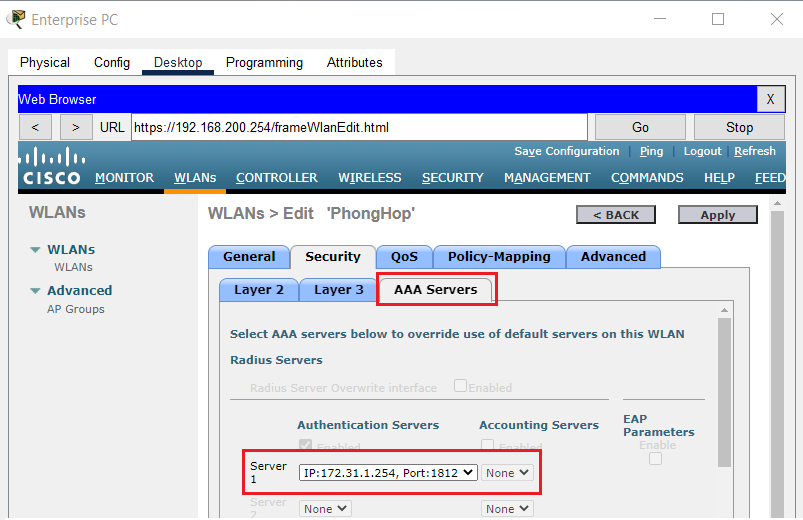 Enterprise PC
Physical Config Desktop Programming Attributes
Web Browser X
< > URL https://192.168.200.254/frameWlanEdit.html Go Stop
Save Configuration | Ping | Logout | Refresh
CISCO MONITOR WLANs CONTROLLER WIRELESS SECURITY MANAGEMENT COMMANDS HELP FEED
WLANs
WLANs
WLANs
Advanced
AP Groups
WLANs > Edit 'PhongHop' < BACK Apply
General Security QoS Policy-Mapping Advanced
Layer 2 Layer 3 AAA Servers
Select AAA servers below to override use of default servers on this WLAN
Radius Servers
Radius Server Overwrite interface Enabled
Authentication Servers Accounting Servers EAP Parameters
Enabled Enabled Enable
Server 1 IP:172.31.1.254, Port:1812 None
Server 2 None None